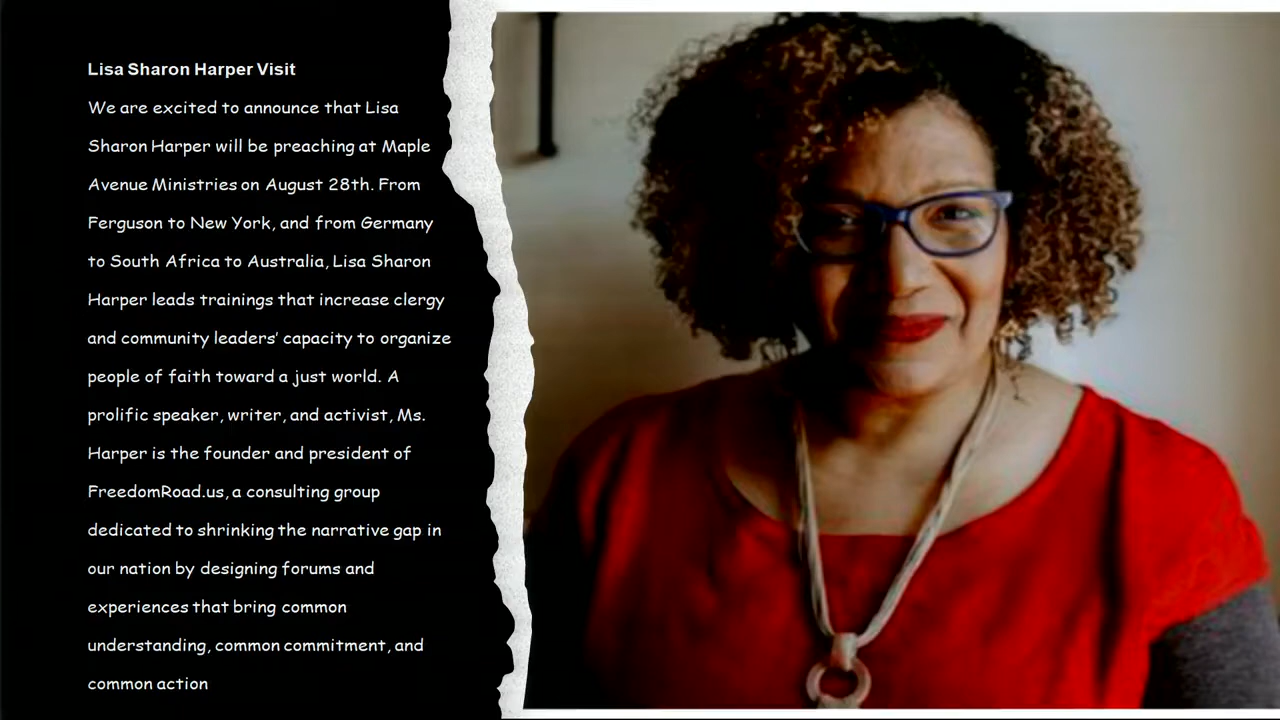 Lisa Sharon Harper Visit
We are excited to announce that Lisa
Sharon Harper will be preaching at Maple
Avenue Ministries on August 28th. From
Ferguson to New York, and from Germany
to South Africa to Australia, Lisa Sharon
Harper leads trainings that increase clergy
and community leaders’ capacity to organize
people of faith toward a just world. A
prolific speaker, writer, and activist, Ms.
Harper is the founder and president of
FreedomRoad.us, a consulting group
dedicated to shrinking the narrative gap in
our nation by designing forums and
experiences that bring common
understanding, common commitment, and
common action